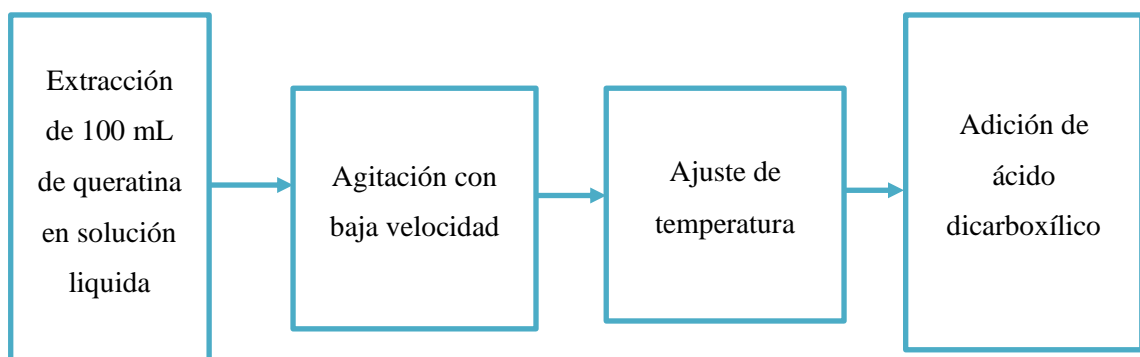 Extracción
de 100 mL
de queratina
en solución
liquida
Agitación con
baja velocidad
Ajuste de
temperatura
Adición de
ácido
dicarboxílico